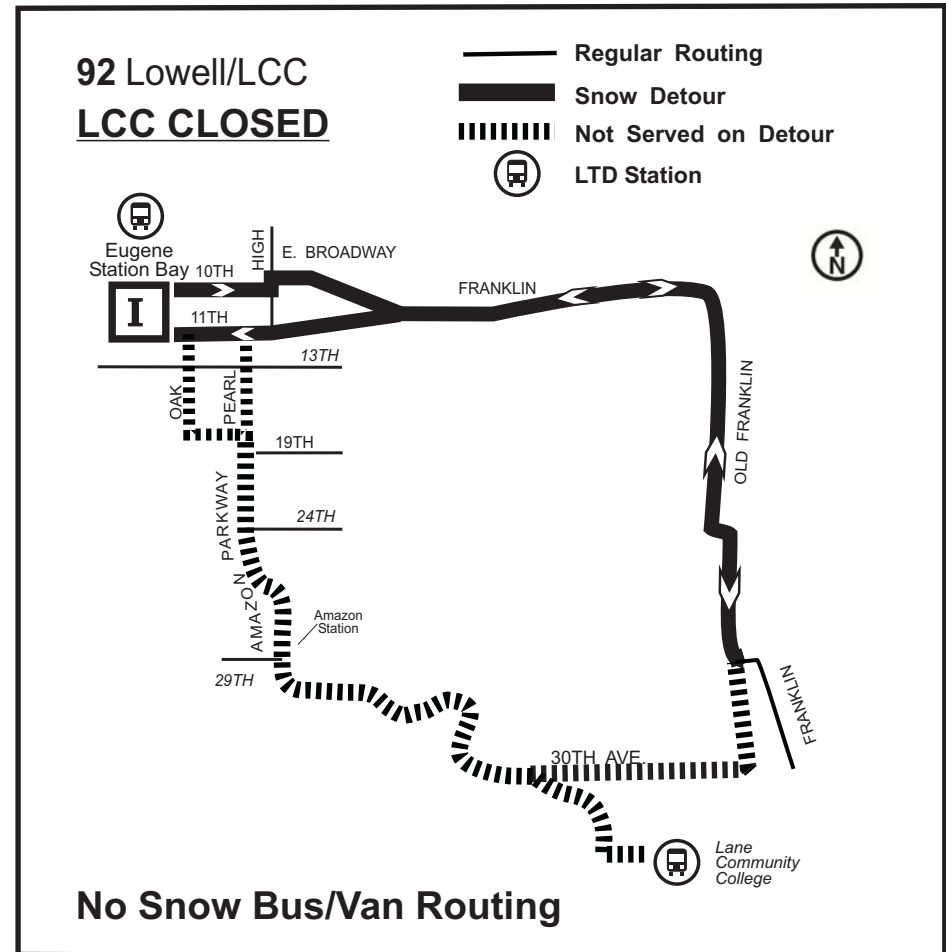 92 Lowell/LCC
LCC CLOSED
Regular Routing
Snow Detour
Not Served on Detour
LTD Station
Eugene
Station Bay
I
10TH
HIGH
E. BROADWAY
FRANKLIN
N
11TH
13TH
OAK
PEARL
19TH
OLD FRANKLIN
24TH
AMAZON PARKWAY
Amazon
Station
29TH
FRANKLIN
30TH AVE.
Lane
Community
College
No Snow Bus/Van Routing